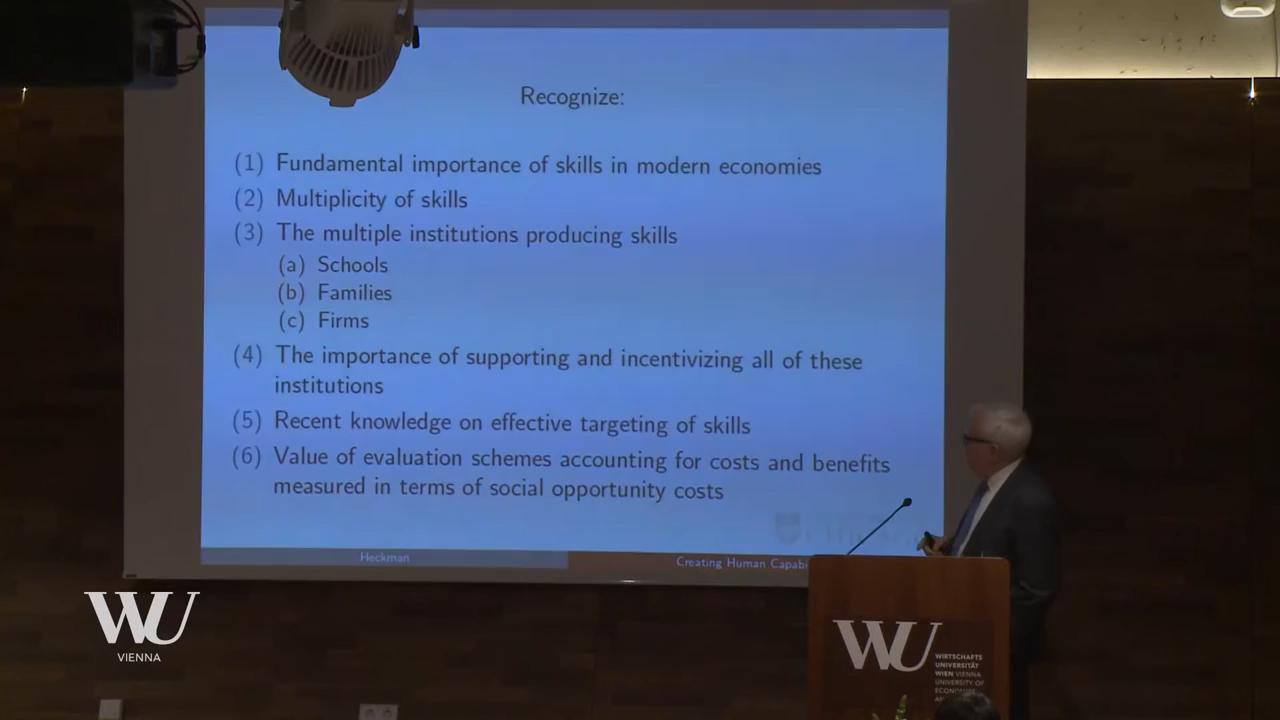 Recognize:
(1) Fundamental importance of skills in modern economies
(2) Multiplicity of skills
(3) The multiple institutions producing skills
(a) Schools
(b) Families
(c) Firms
(4) The importance of supporting and incentivizing all of these
institutions
(5) Recent knowledge on effective targeting of skills
(6) Value of evaluation schemes accounting for costs and benefits
measured in terms of social opportunity costs
Heckman
Creating Human Capabi
WU
VIENNA
WU
WIRTSCHAFTS
UNIVERSITÄT
WIEN VIENNA
UNIVERSITY OF